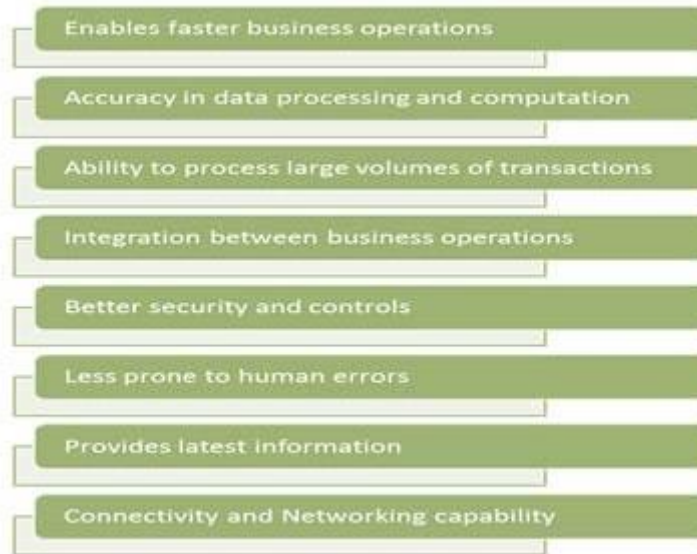 Enables faster business operations
Accuracy in data processing and computation
Ability to process large volumes of transactions
Integration between business operations
Better security and controls
Less prone to human errors
Provides latest information
Connectivity and Networking capability